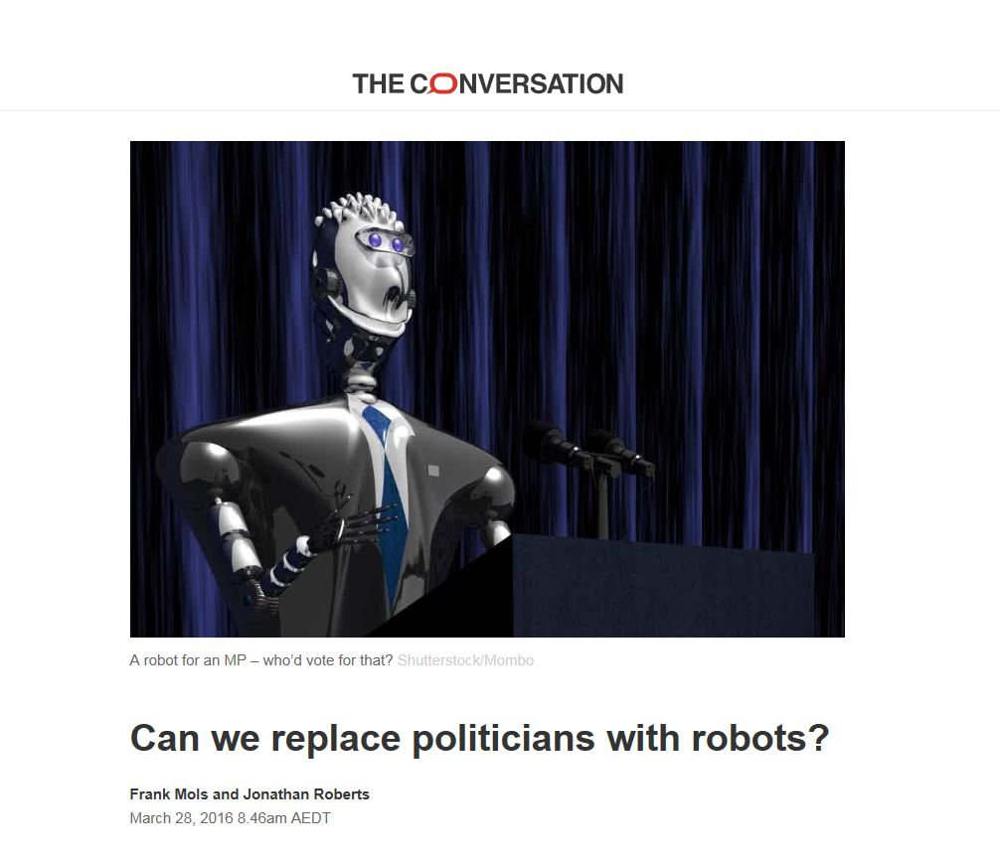 THE CONVERSATION
A robot for an MP – who'd vote for that? Shutterstock/Mombo
Can we replace politicians with robots?
Frank Mols and Jonathan Roberts
March 28, 2016 8.46am AEDT